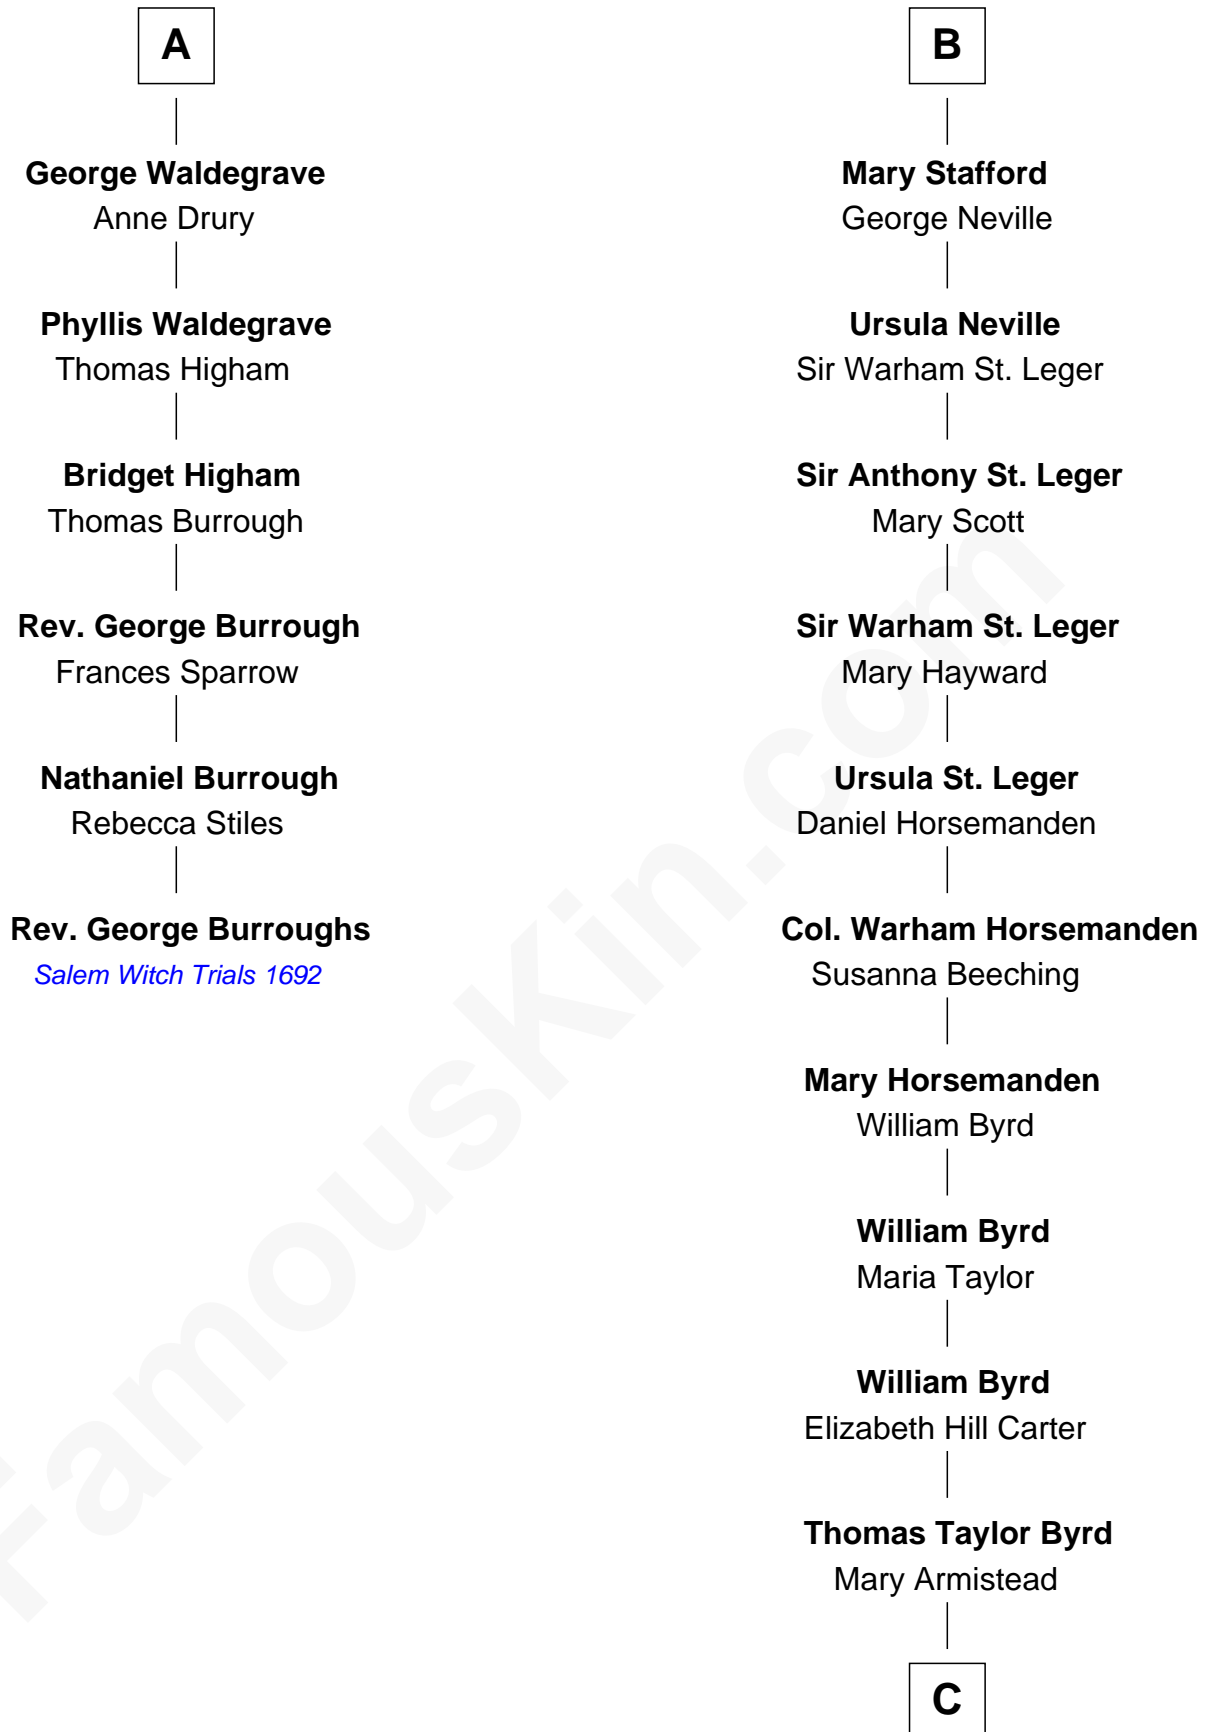 A
George Waldegrave
Anne Drury
Phyllis Waldegrave
Thomas Higham
Bridget Higham
Thomas Burrough
Rev. George Burrough
Frances Sparrow
Nathaniel Burrough
Rebecca Stiles
Rev. George Burroughs
Salem Witch Trials 1692
B
Mary Stafford
George Neville
Ursula Neville
Sir Warham St. Leger
Sir Anthony St. Leger
Mary Scott
Sir Warham St. Leger
Mary Hayward
Ursula St. Leger
Daniel Horsemanden
Col. Warham Horsemanden
Susanna Beeching
Mary Horsemanden
William Byrd
William Byrd
Maria Taylor
William Byrd
Elizabeth Hill Carter
Thomas Taylor Byrd
Mary Armistead
C
FamousKin.com